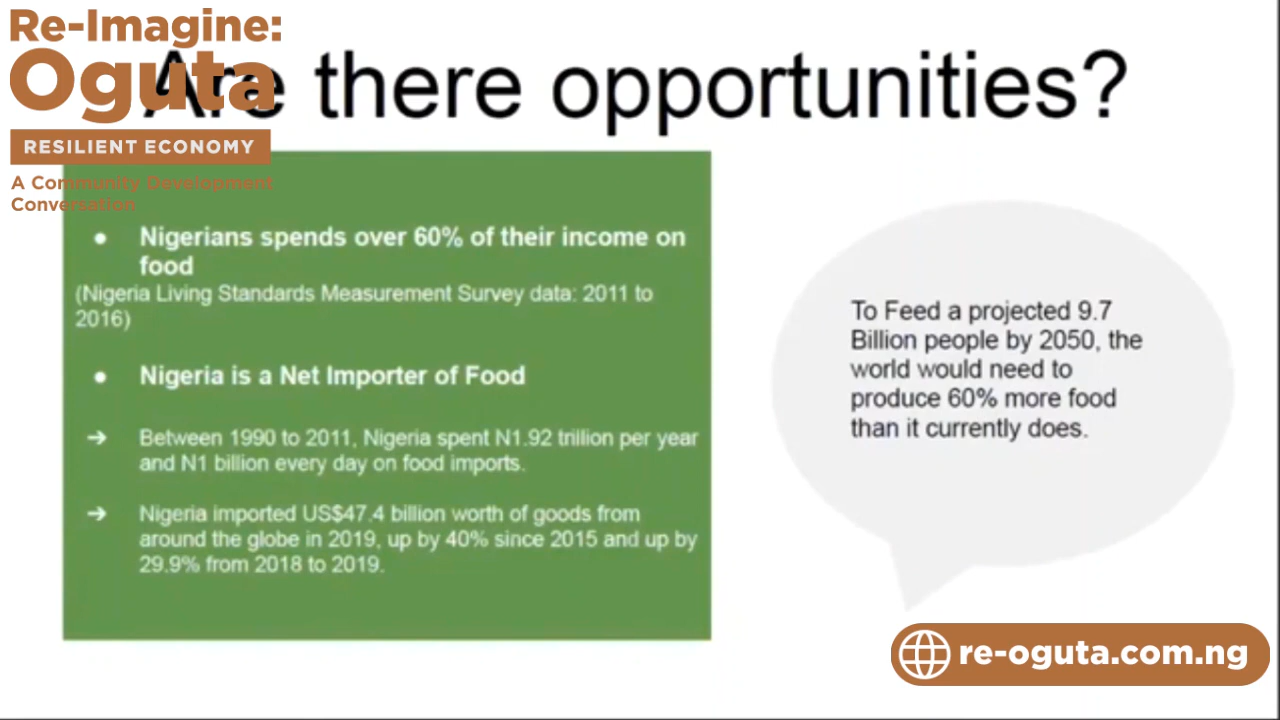 Re-Imagine:
Oguta
RESILIENT ECONOMY
A Community Development
Conversation
Are there opportunities?
● Nigerians spends over 60% of their income on
food
(Nigeria Living Standards Measurement Survey data: 2011 to
2016)
● Nigeria is a Net Importer of Food
➔ Between 1990 to 2011, Nigeria spent N1.92 trillion per year
and N1 billion every day on food imports.
➔ Nigeria imported US$47.4 billion worth of goods from
around the globe in 2019, up by 40% since 2015 and up by
29.9% from 2018 to 2019.
To Feed a projected 9.7
Billion people by 2050, the
world would need to
produce 60% more food
than it currently does.
re-oguta.com.ng